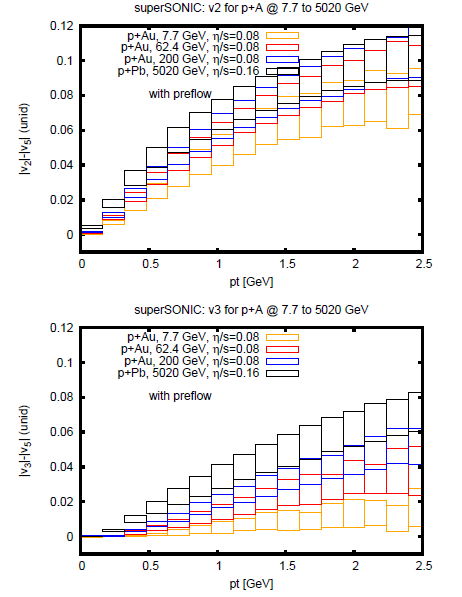 superSONIC: v2 for p+A @ 7.7 to 5020 GeV
0.12
p+Au, 7.7 GeV, η/s=0.08
p+Au, 62.4 GeV, η/s=0.08
0.1
p+Au, 200 GeV, η/s=0.08
p+Pb, 5020 GeV, η/s=0.16
with preflow
0.08
|v2|-|v5| (unid)
0.06
0.04
0.02
0
0 0.5 1 1.5 2 2.5
pt [GeV]
superSONIC: v3 for p+A @ 7.7 to 5020 GeV
0.12
p+Au, 7.7 GeV, η/s=0.08
p+Au, 62.4 GeV, η/s=0.08
0.1
p+Au, 200 GeV, η/s=0.08
p+Pb, 5020 GeV, η/s=0.16
with preflow
0.08
|v3|-|v5| (unid)
0.06
0.04
0.02
0
0 0.5 1 1.5 2 2.5
pt [GeV]